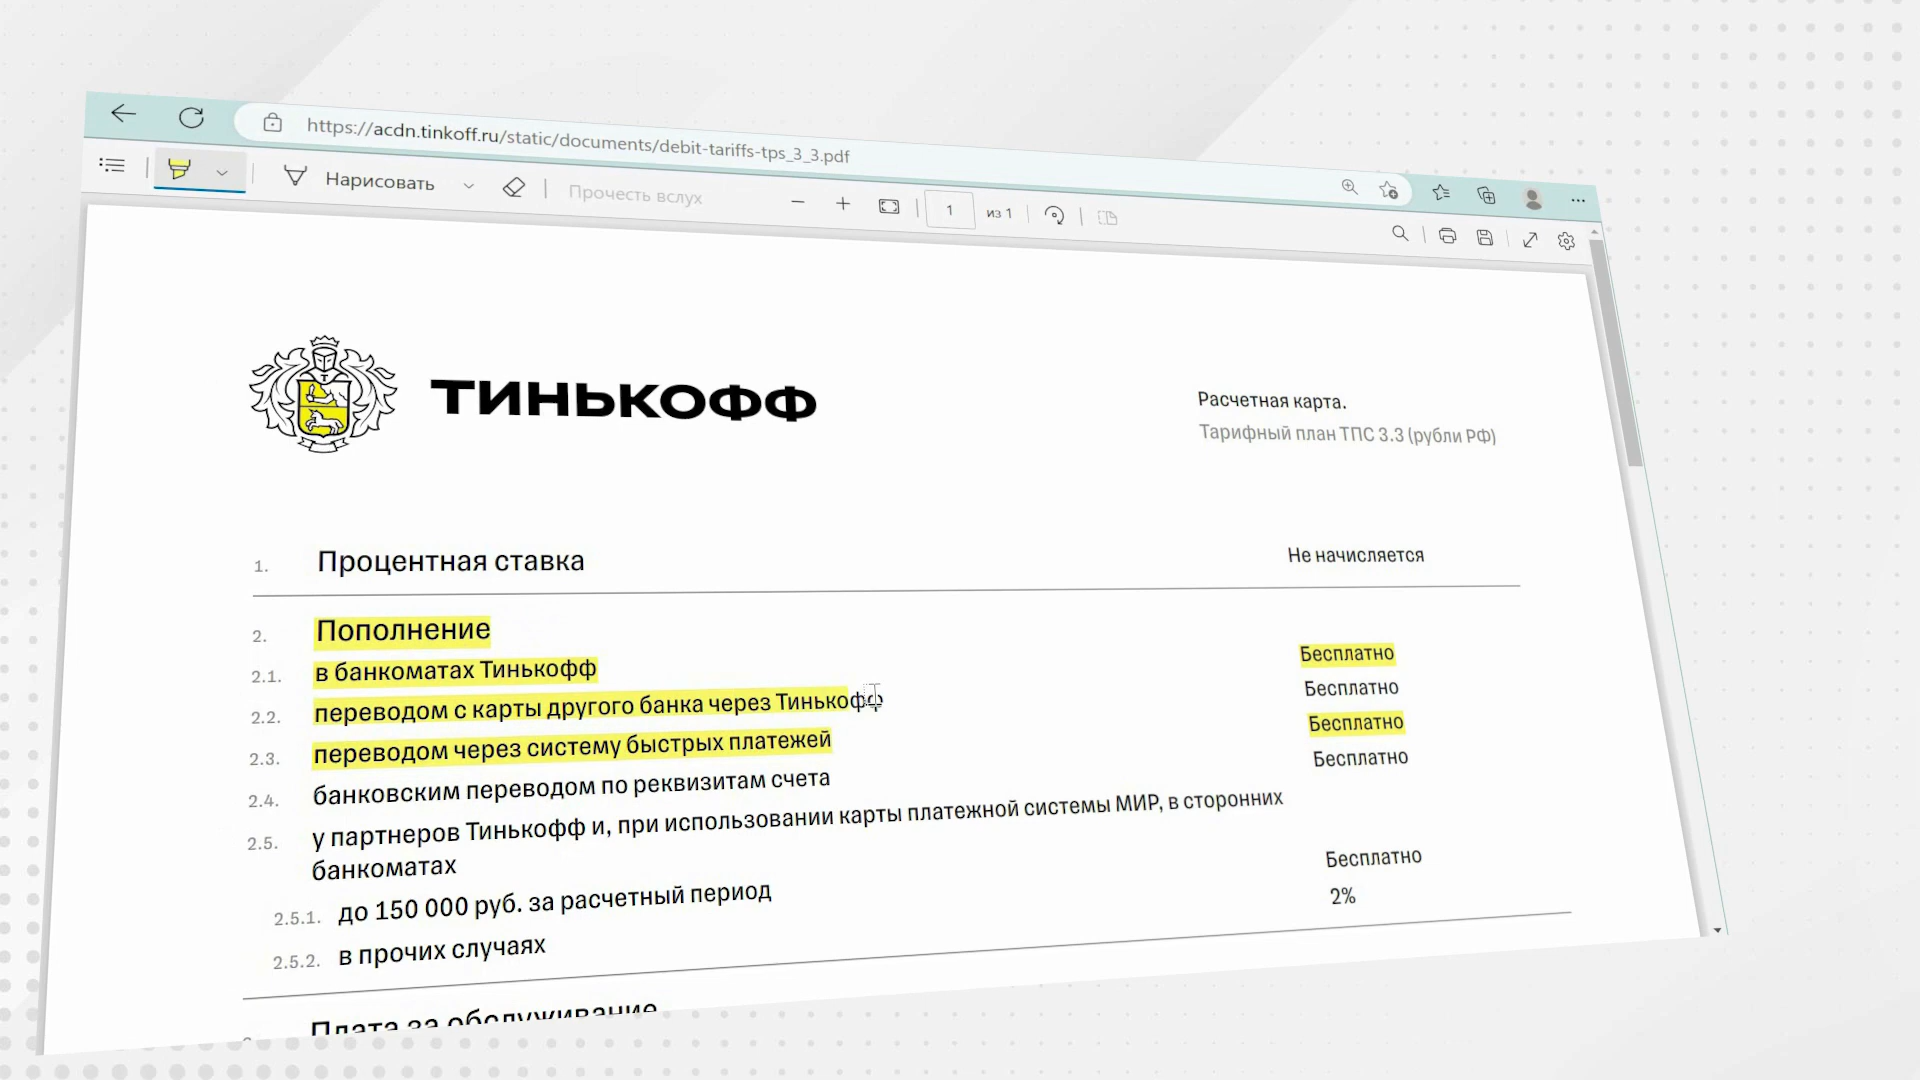 https://acdn.tinkoff.ru/static/documents/debit-tariffs-tps_3_3.pdf
Нарисовать
Прочесть вслух
1 из 1
ТИНЬКОФФ
Расчетная карта.
Тарифный план ТПС 3.3 (рубли РФ)
1. Процентная ставка Не начисляется
2. Пополнение
2.1. в банкоматах Тинькофф Бесплатно
2.2. переводом с карты другого банка через Тинькофф Бесплатно
2.3. переводом через систему быстрых платежей Бесплатно
2.4. банковским переводом по реквизитам счета Бесплатно
2.5. у партнеров Тинькофф и, при использовании карты платежной системы МИР, в сторонних
банкоматах
2.5.1. до 150 000 руб. за расчетный период Бесплатно
2.5.2. в прочих случаях 2%
Плата за обслуживание